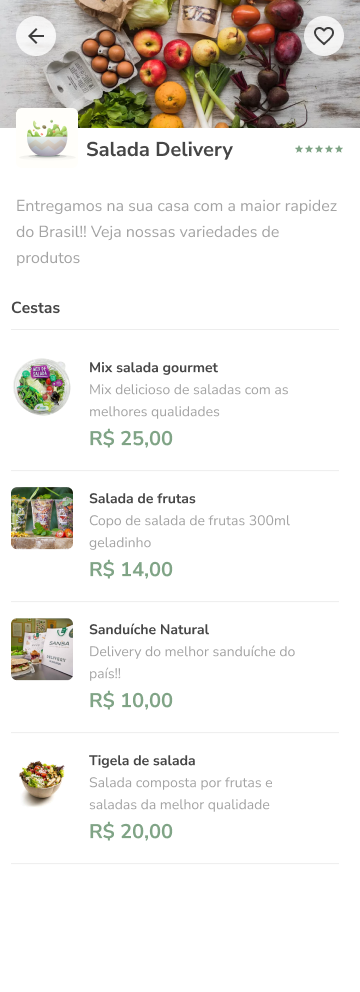 Salada Delivery
Entregamos na sua casa com a maior rapidez
do Brasil!! Veja nossas variedades de
produtos
Cestas
Mix salada gourmet
Mix delicioso de saladas com as
melhores qualidades
R$ 25,00
Salada de frutas
Copo de salada de frutas 300ml
geladinho
R$ 14,00
Sanduíche Natural
Delivery do melhor sanduíche do
país!!
R$ 10,00
Tigela de salada
Salada composta por frutas e
saladas da melhor qualidade
R$ 20,00